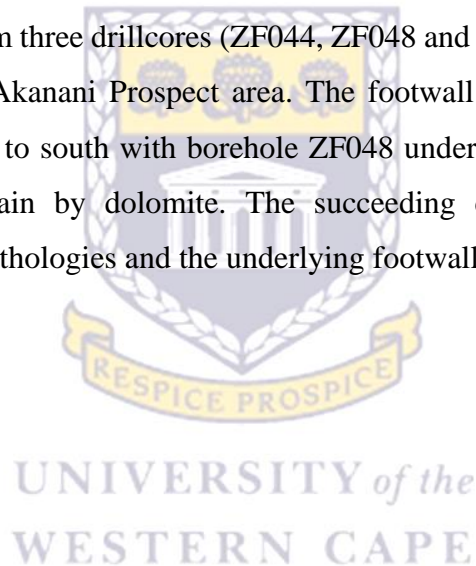 m three drillcores (ZF044, ZF048 and
Akanani Prospect area. The footwall
to south with borehole ZF048 under
ain by dolomite. The succeeding
thologies and the underlying footwall
RESPICE PROSPICE
UNIVERSITY of the
WESTERN CAPE